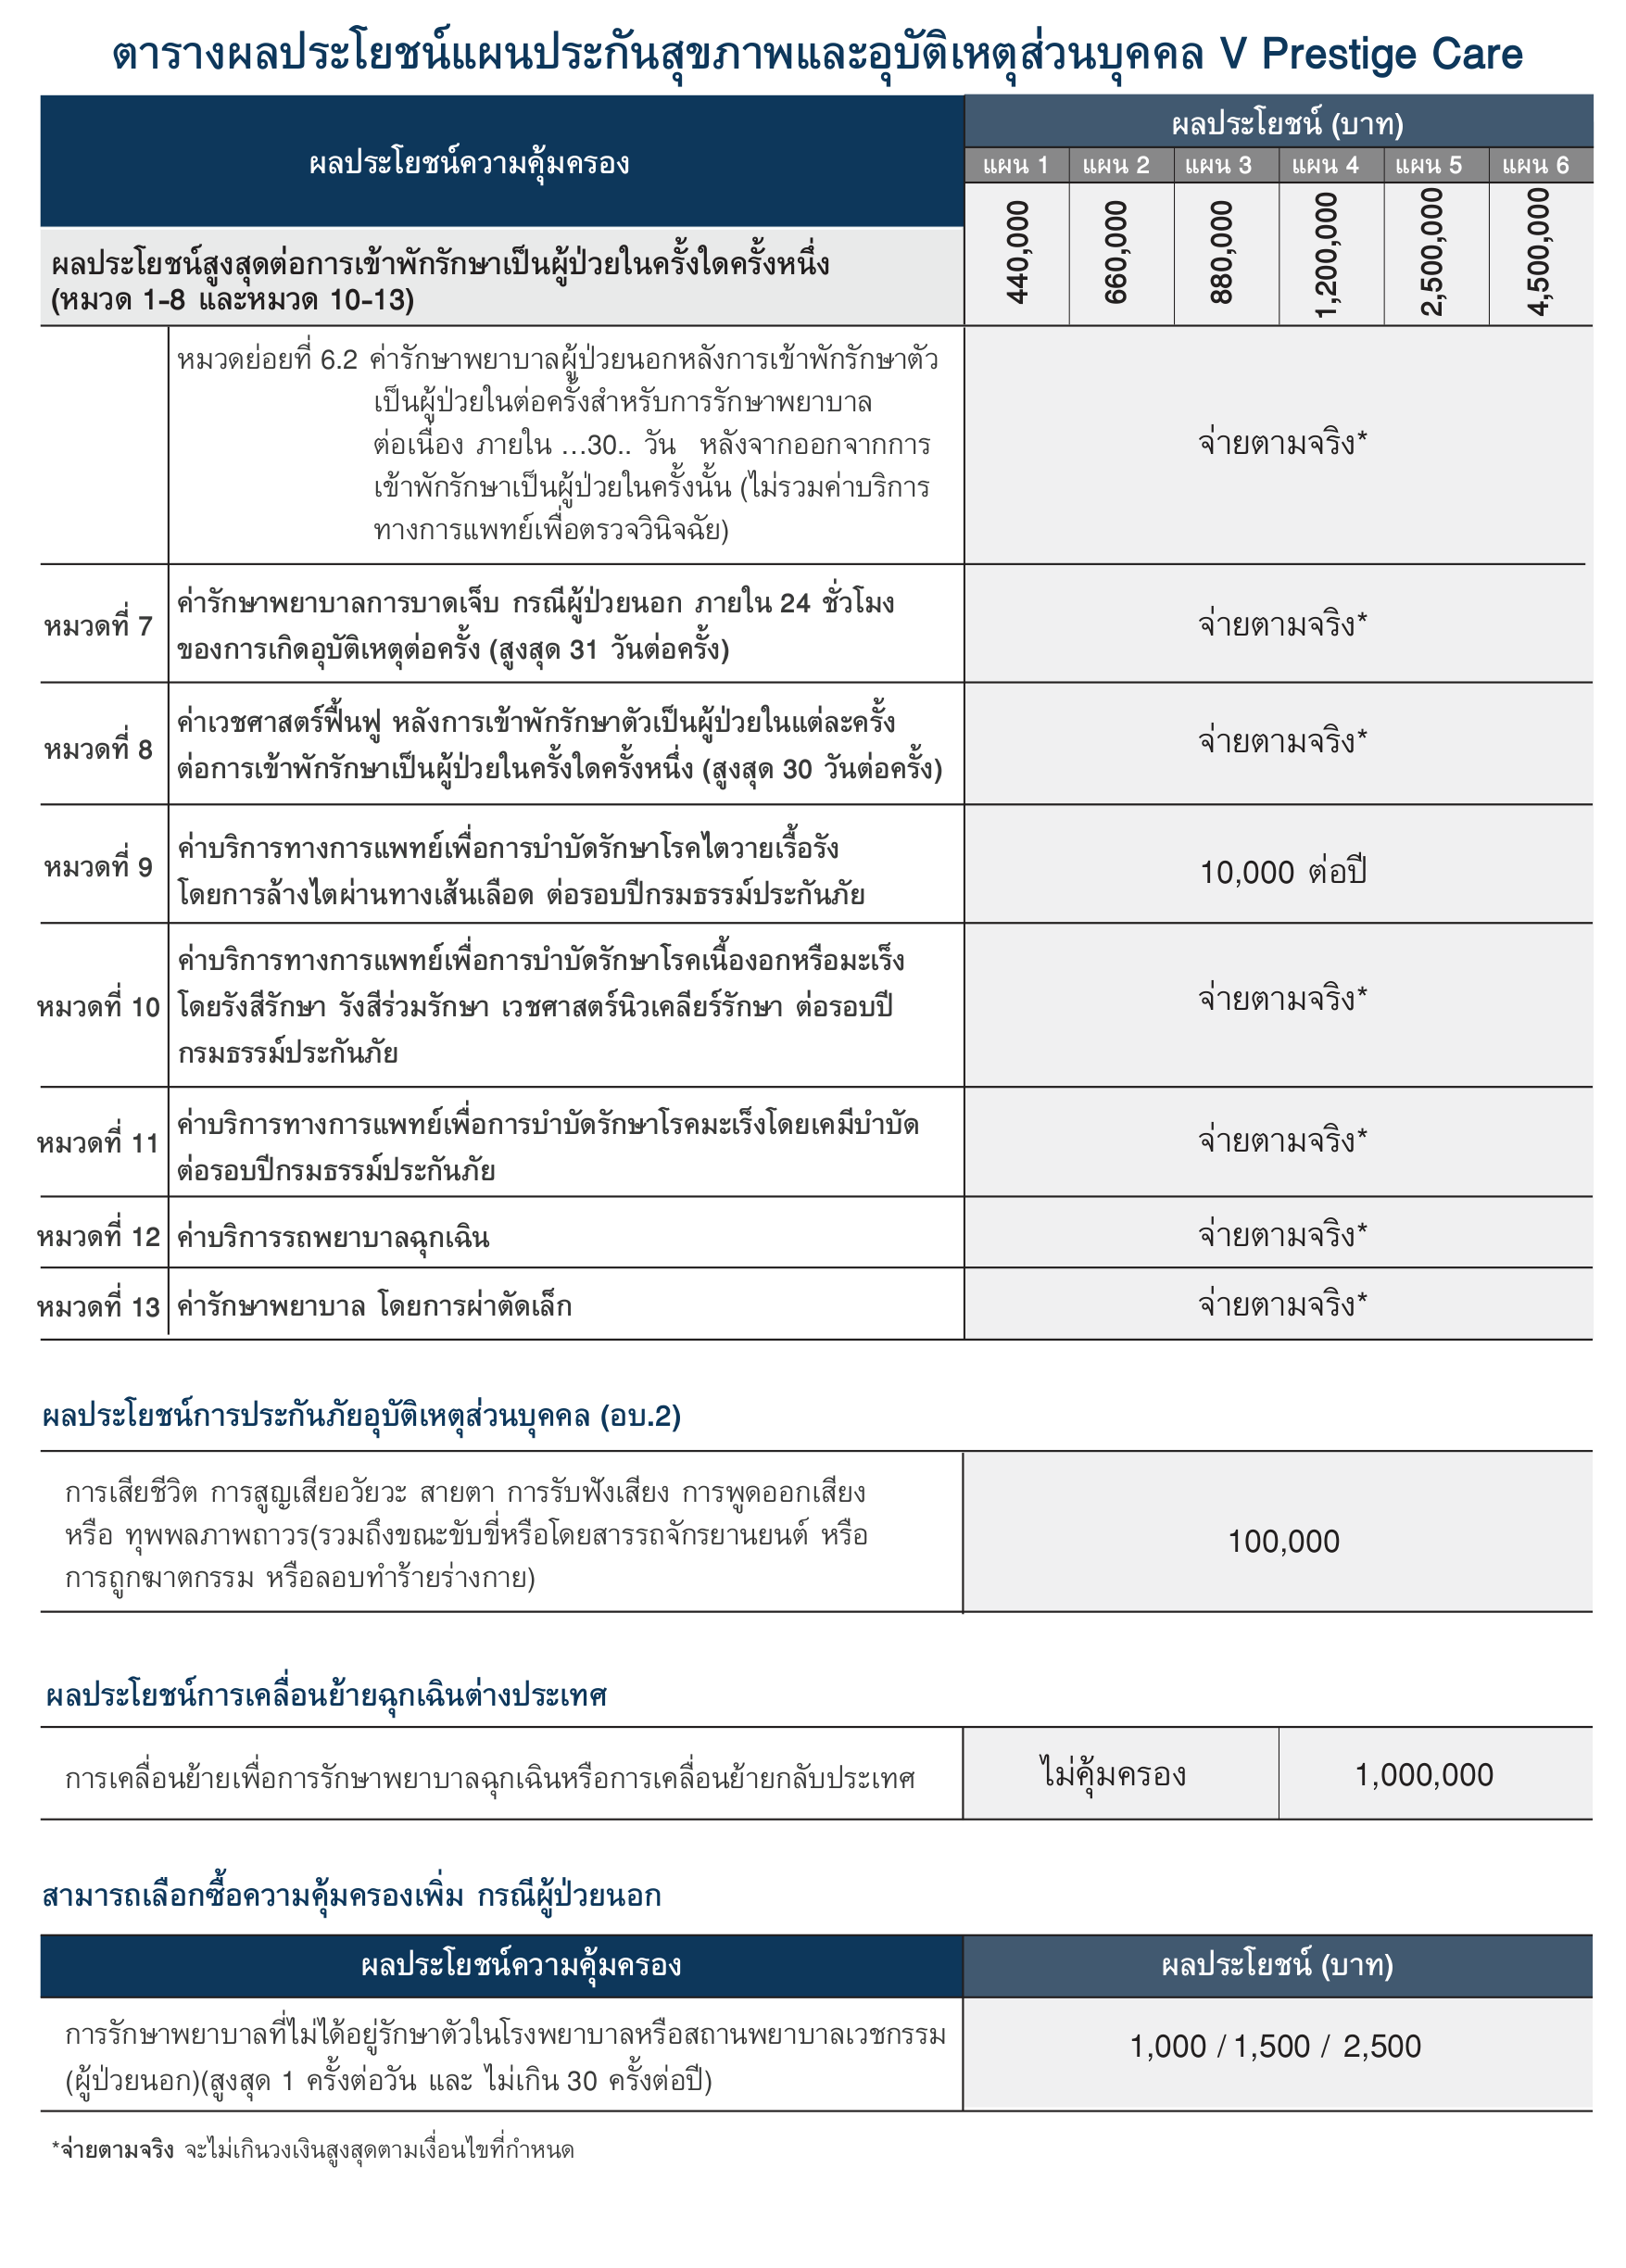 ตารางผลประโยชน์แผนประกันสุขภาพและอุบัติเหตุส่วนบุคคล V Prestige Care
ผลประโยชน์ความคุ้มครอง
ผลประโยชน์ (บาท)
แผน 1 แผน 2 แผน 3 แผน 4 แผน 5 แผน 6
440,000 660,000 880,000 1,200,000 2,500,000 4,500,000
ผลประโยชน์สูงสุดต่อการเข้าพักรักษาเป็นผู้ป่วยในครั้งใดครั้งหนึ่ง
(หมวด 1-8 และหมวด 10-13)
หมวดย่อยที่ 6.2 ค่ารักษาพยาบาลผู้ป่วยนอกหลังการเข้าพักรักษาตัว
เป็นผู้ป่วยในต่อครั้งสำหรับการรักษาพยาบาล
ต่อเนื่อง ภายใน ...30.. วัน หลังจากออกจากการ
เข้าพักรักษาเป็นผู้ป่วยในครั้งนั้น (ไม่รวมค่าบริการ
ทางการแพทย์เพื่อตรวจวินิจฉัย)
จ่ายตามจริง*
หมวดที่ 7
ค่ารักษาพยาบาลการบาดเจ็บ กรณีผู้ป่วยนอก ภายใน 24 ชั่วโมง
ของการเกิดอุบัติเหตุต่อครั้ง (สูงสุด 31 วันต่อครั้ง)
จ่ายตามจริง*
หมวดที่ 8
ค่าเวชศาสตร์ฟื้นฟู หลังการเข้าพักรักษาตัวเป็นผู้ป่วยในแต่ละครั้ง
ต่อการเข้าพักรักษาเป็นผู้ป่วยในครั้งใดครั้งหนึ่ง (สูงสุด 30 วันต่อครั้ง)
จ่ายตามจริง*
หมวดที่ 9
ค่าบริการทางการแพทย์เพื่อการบำบัดรักษาโรคไตวายเรื้อรัง
โดยการล้างไตผ่านทางเส้นเลือด ต่อรอบปีกรมธรรม์ประกันภัย
10,000 ต่อปี
หมวดที่ 10
ค่าบริการทางการแพทย์เพื่อการบำบัดรักษาโรคเนื้องอกหรือมะเร็ง
โดยรังสีรักษา รังสีร่วมรักษา เวชศาสตร์นิวเคลียร์รักษา ต่อรอบปี
กรมธรรม์ประกันภัย
จ่ายตามจริง*
หมวดที่ 11
ค่าบริการทางการแพทย์เพื่อการบำบัดรักษาโรคมะเร็งโดยเคมีบำบัด
ต่อรอบปีกรมธรรม์ประกันภัย
จ่ายตามจริง*
หมวดที่ 12 ค่าบริการรถพยาบาลฉุกเฉิน จ่ายตามจริง*
หมวดที่ 13 ค่ารักษาพยาบาล โดยการผ่าตัดเล็ก จ่ายตามจริง*
ผลประโยชน์การประกันภัยอุบัติเหตุส่วนบุคคล (อบ.2)
การเสียชีวิต การสูญเสียอวัยวะ สายตา การรับฟังเสียง การพูดออกเสียง
หรือ ทุพพลภาพถาวร(รวมถึงขณะขับขี่หรือโดยสารรถจักรยานยนต์ หรือ
การถูกฆาตกรรม หรือลอบทำร้ายร่างกาย)
100,000
ผลประโยชน์การเคลื่อนย้ายฉุกเฉินต่างประเทศ
การเคลื่อนย้ายเพื่อการรักษาพยาบาลฉุกเฉินหรือการเคลื่อนย้ายกลับประเทศ ไม่คุ้มครอง 1,000,000
สามารถเลือกซื้อความคุ้มครองเพิ่ม กรณีผู้ป่วยนอก
ผลประโยชน์ความคุ้มครอง ผลประโยชน์ (บาท)
การรักษาพยาบาลที่ไม่ได้อยู่รักษาตัวในโรงพยาบาลหรือสถานพยาบาลเวชกรรม
(ผู้ป่วยนอก)(สูงสุด 1 ครั้งต่อวัน และ ไม่เกิน 30 ครั้งต่อปี)
1,000 / 1,500 / 2,500
*จ่ายตามจริง จะไม่เกินวงเงินสูงสุดตามเงื่อนไขที่กำหนด